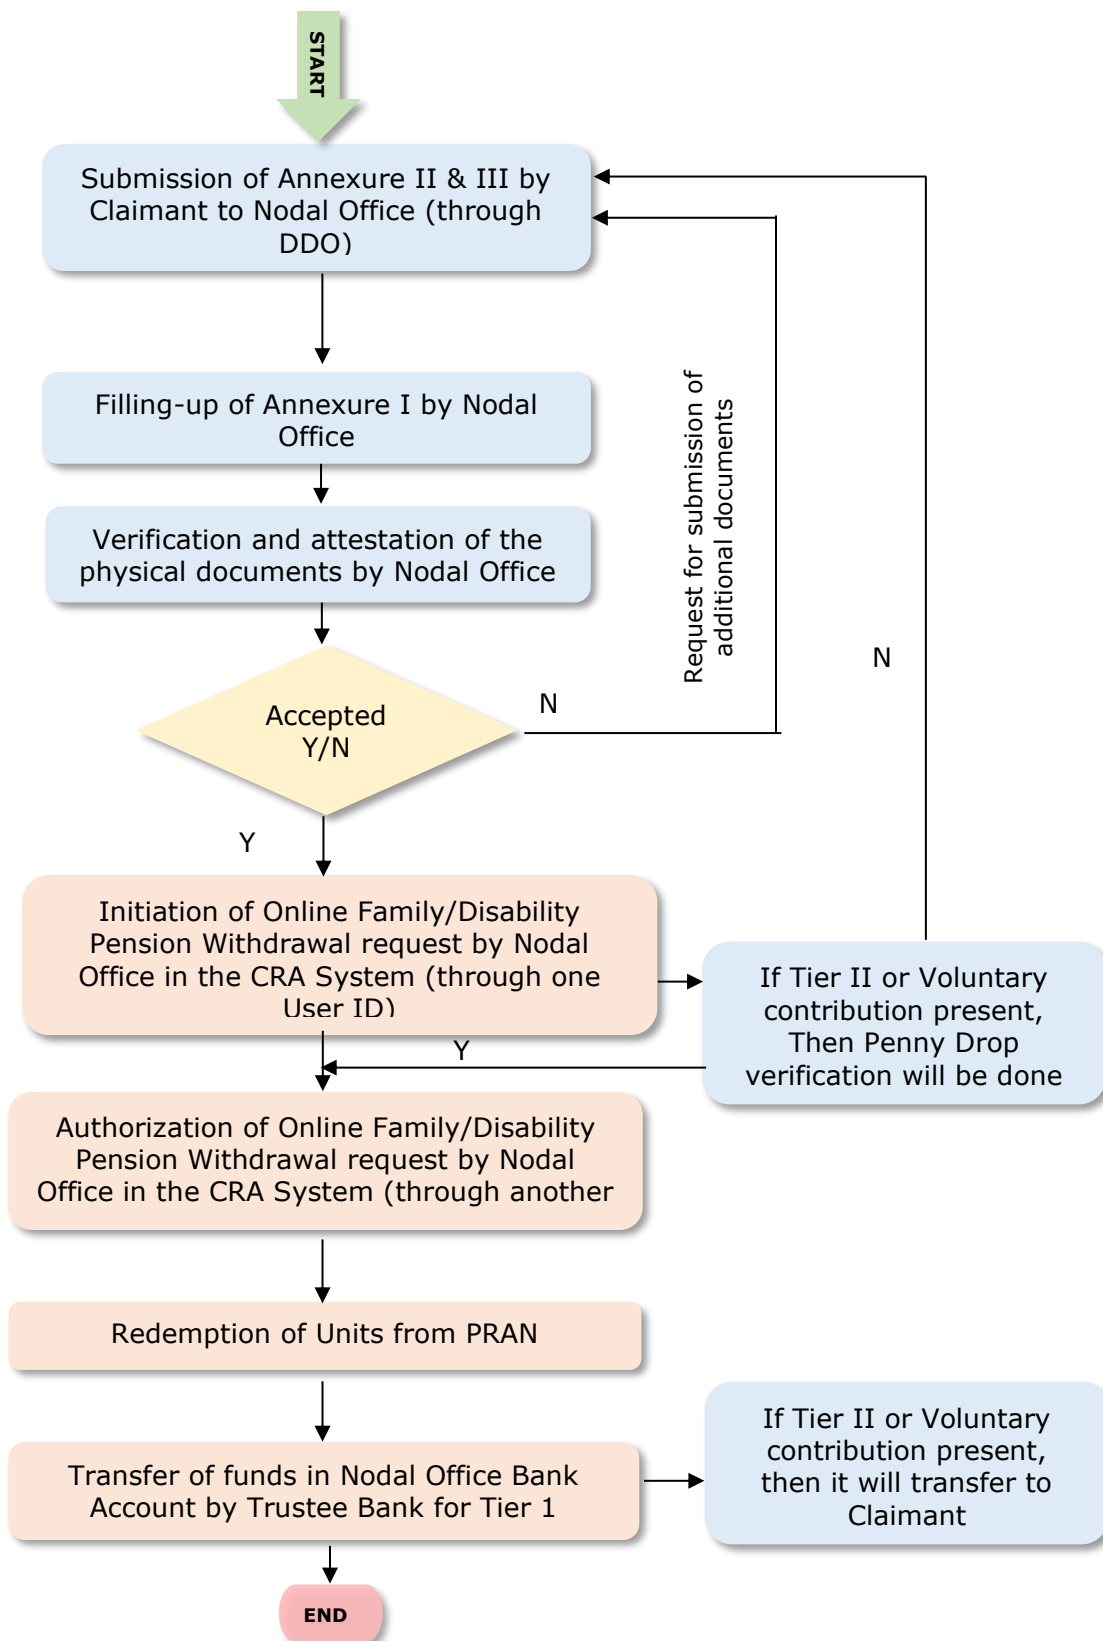 START
Submission of Annexure II & III by
Claimant to Nodal Office (through
DDO)
Filling-up of Annexure I by Nodal
Office
Verification and attestation of the
physical documents by Nodal Office
Accepted
Y/N
N
Request for submission of
additional documents
N
Y
Initiation of Online Family/Disability
Pension Withdrawal request by Nodal
Office in the CRA System (through one
User ID)
If Tier II or Voluntary
contribution present,
Then Penny Drop
verification will be done
Y
Authorization of Online Family/Disability
Pension Withdrawal request by Nodal
Office in the CRA System (through another
Redemption of Units from PRAN
Transfer of funds in Nodal Office Bank
Account by Trustee Bank for Tier 1
If Tier II or Voluntary
contribution present,
then it will transfer to
Claimant
END